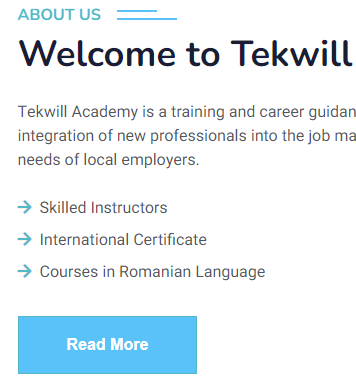 ABOUT US
Welcome to Tekwill
Tekwill Academy is a training and career guidan
integration of new professionals into the job ma
needs of local employers.
Skilled Instructors
International Certificate
Courses in Romanian Language
Read More